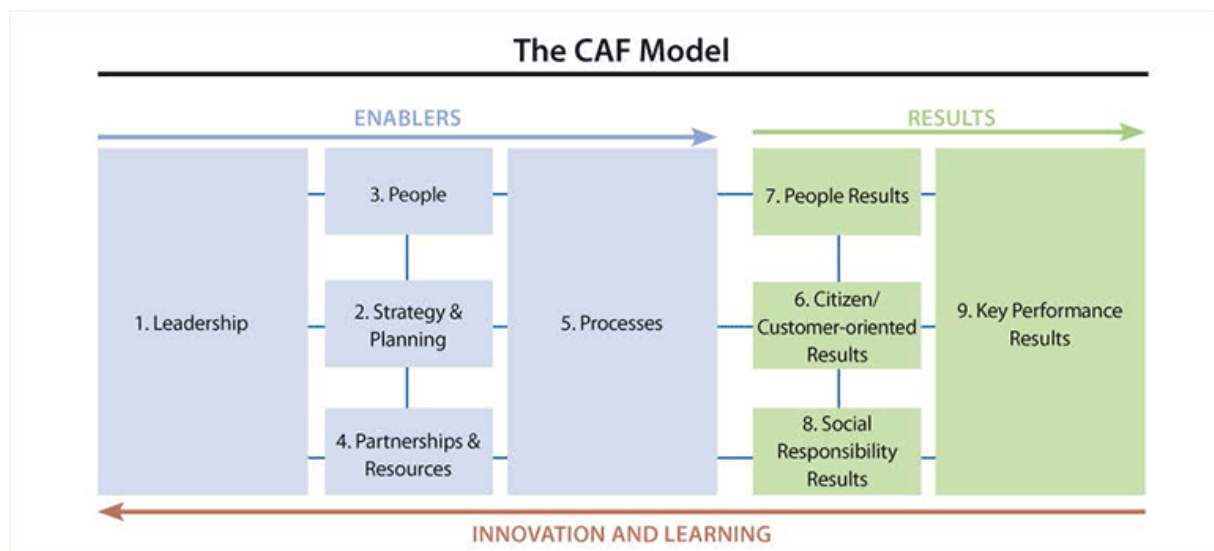 The CAF Model
ENABLERS
RESULTS
1. Leadership
3. People
2. Strategy &
Planning
4. Partnerships &
Resources
5. Processes
7. People Results
6. Citizen/
Customer-oriented
Results
8. Social
Responsibility
Results
9. Key Performance
Results
INNOVATION AND LEARNING